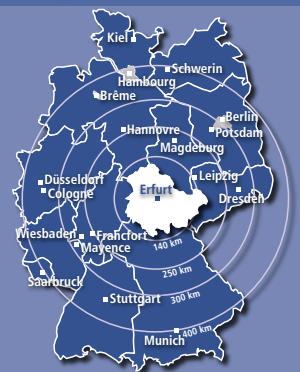 Kiel
Schwerin
Hambourg
Brême
Berlin
Hannovre
Potsdam
Magdeburg
Leipzig
Düsseldorf
Erfurt
Cologne
Dresden
Wiesbaden
Francfort
140 km
Mayence
250 km
Saarbruck
300 km
Stuttgart
400 km
Munich